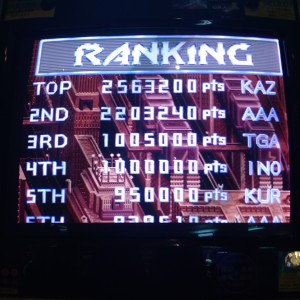 RANKING
TOP 2563200 pts KAZ
2ND 2203240 pts AAA
3RD 1005000 pts TGA
4TH 1000000 pts INO
5TH 950000 pts KUR